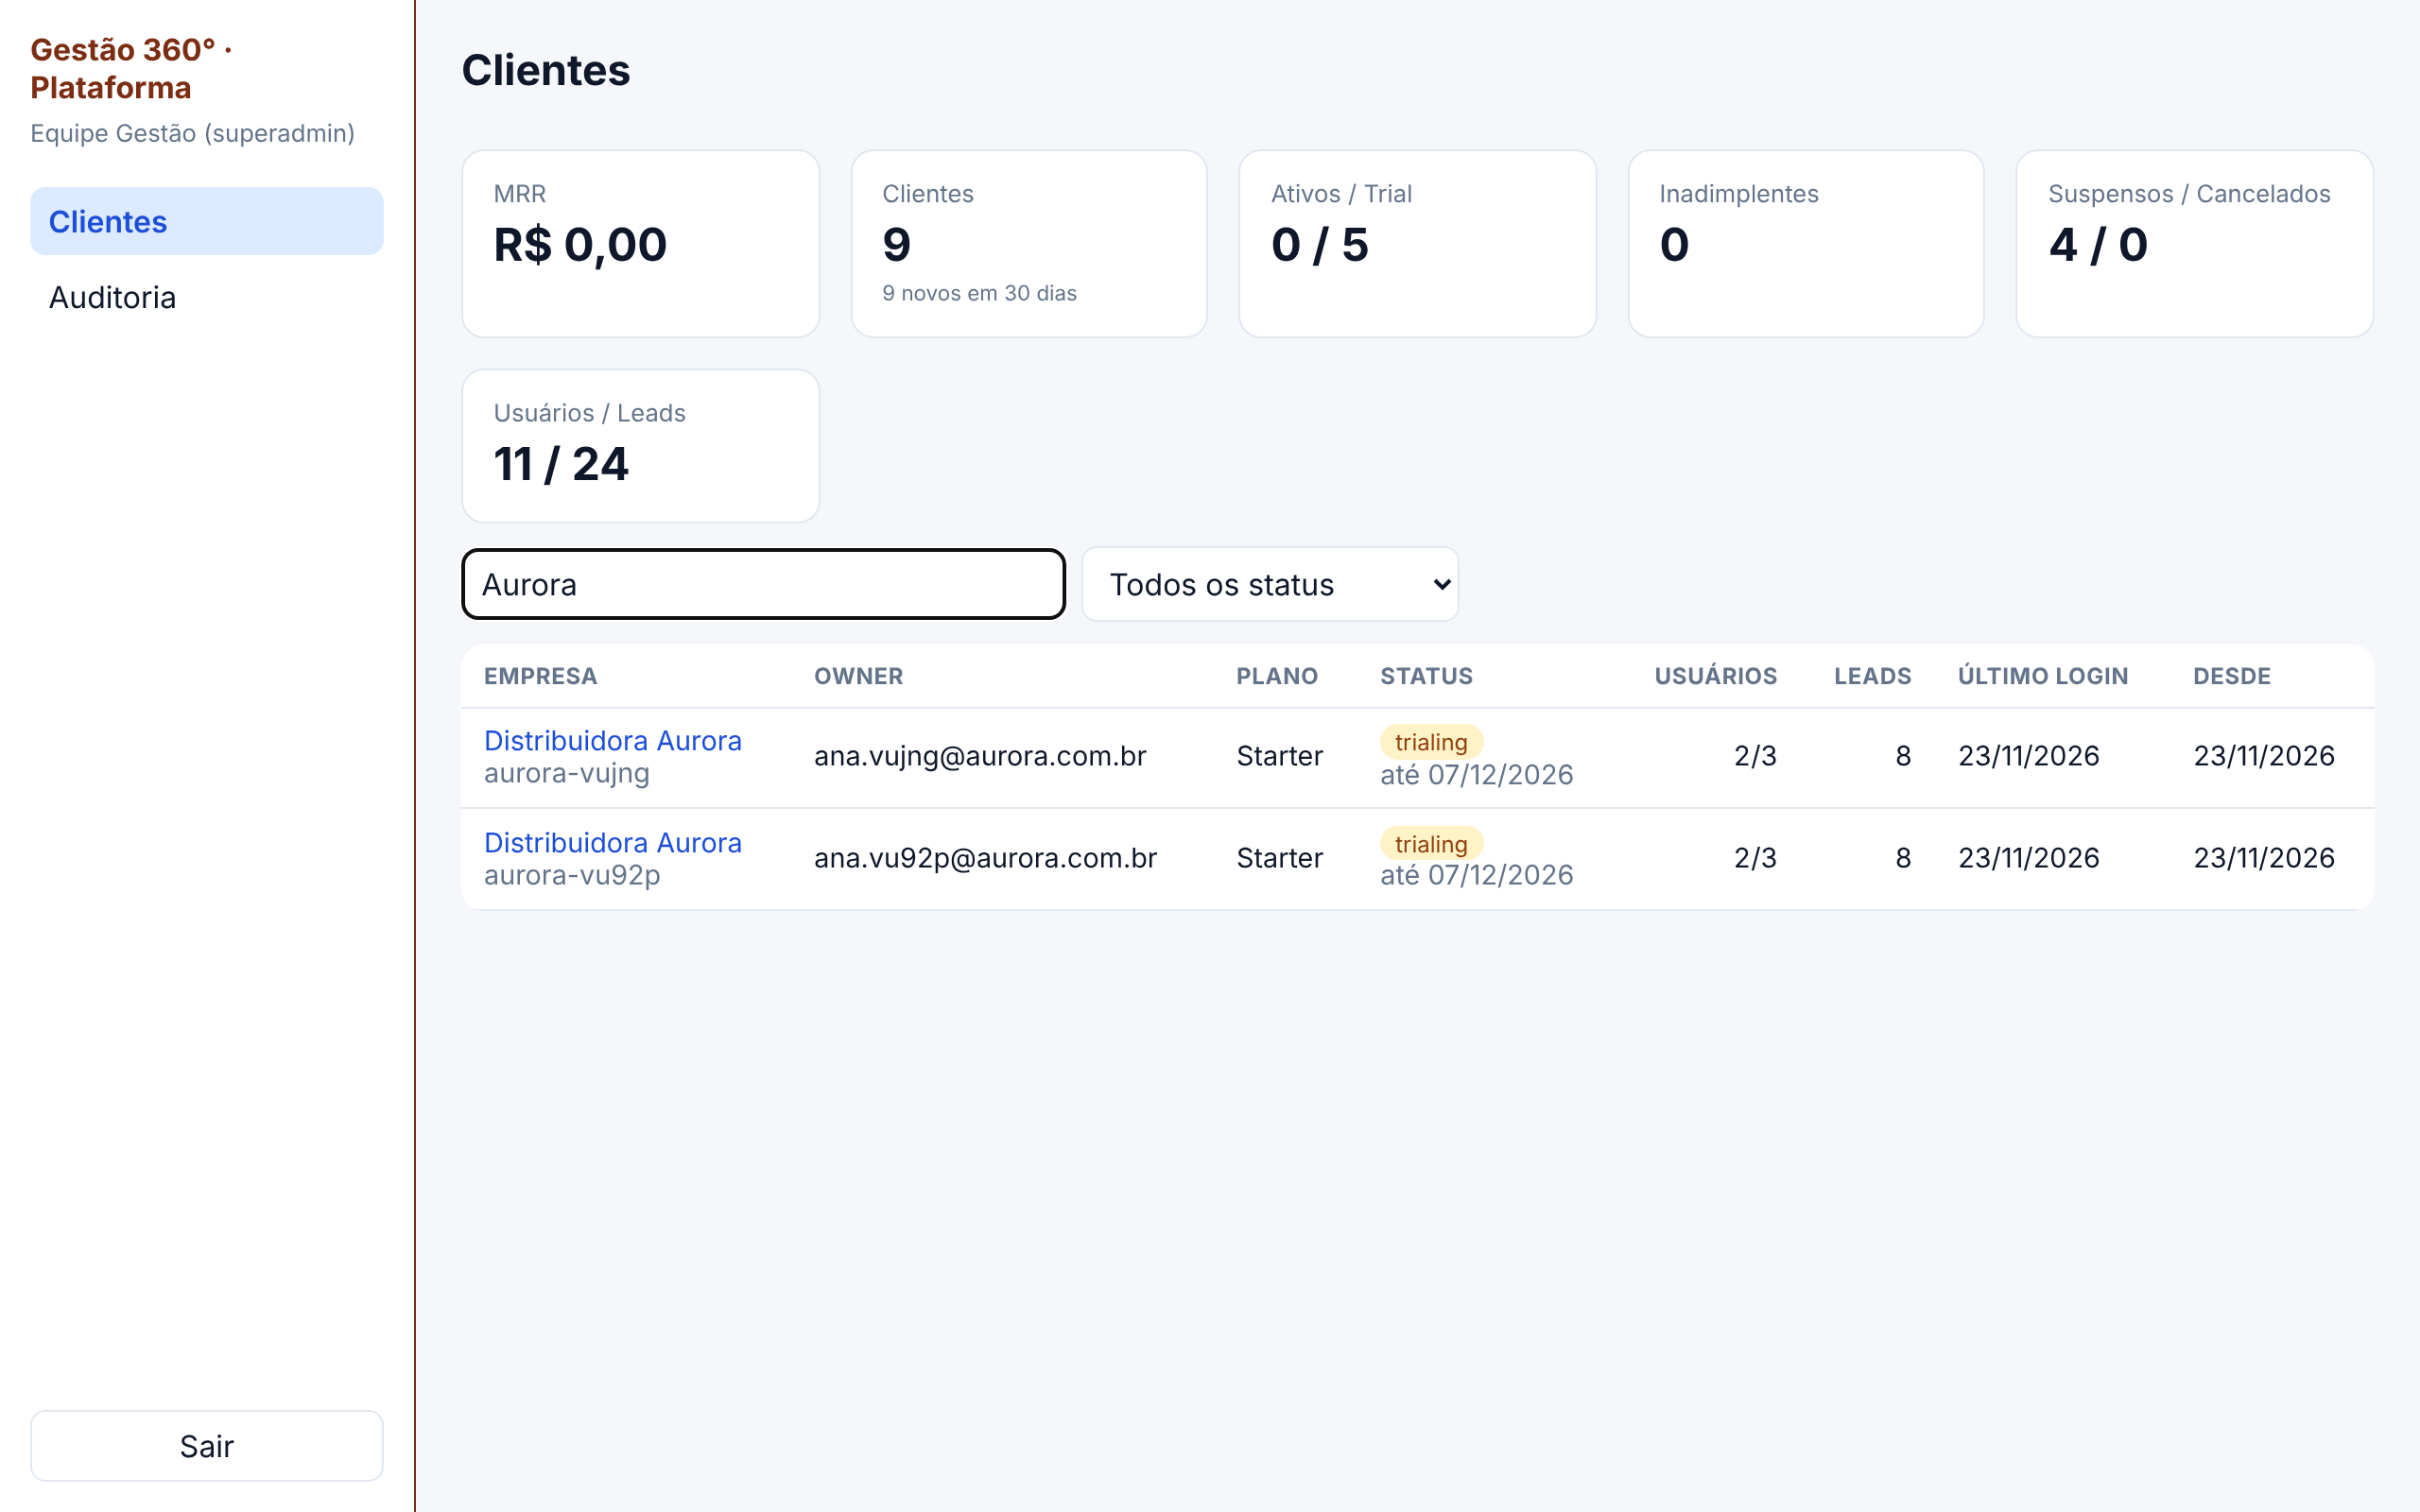 Gestão 360° ·
Plataforma
Equipe Gestão (superadmin)
Clientes
Auditoria
Sair
Clientes
MRR
R$ 0,00
Clientes
9
9 novos em 30 dias
Ativos / Trial
0 / 5
Inadimplentes
0
Suspensos / Cancelados
4 / 0
Usuários / Leads
11 / 24
Aurora
Todos os status
EMPRESA OWNER PLANO STATUS USUÁRIOS LEADS ÚLTIMO LOGIN DESDE
Distribuidora Aurora
aurora-vujng
ana.vujng@aurora.com.br
Starter
trialing
até 07/12/2026
2/3
8
23/11/2026
23/11/2026
Distribuidora Aurora
aurora-vu92p
ana.vu92p@aurora.com.br
Starter
trialing
até 07/12/2026
2/3
8
23/11/2026
23/11/2026